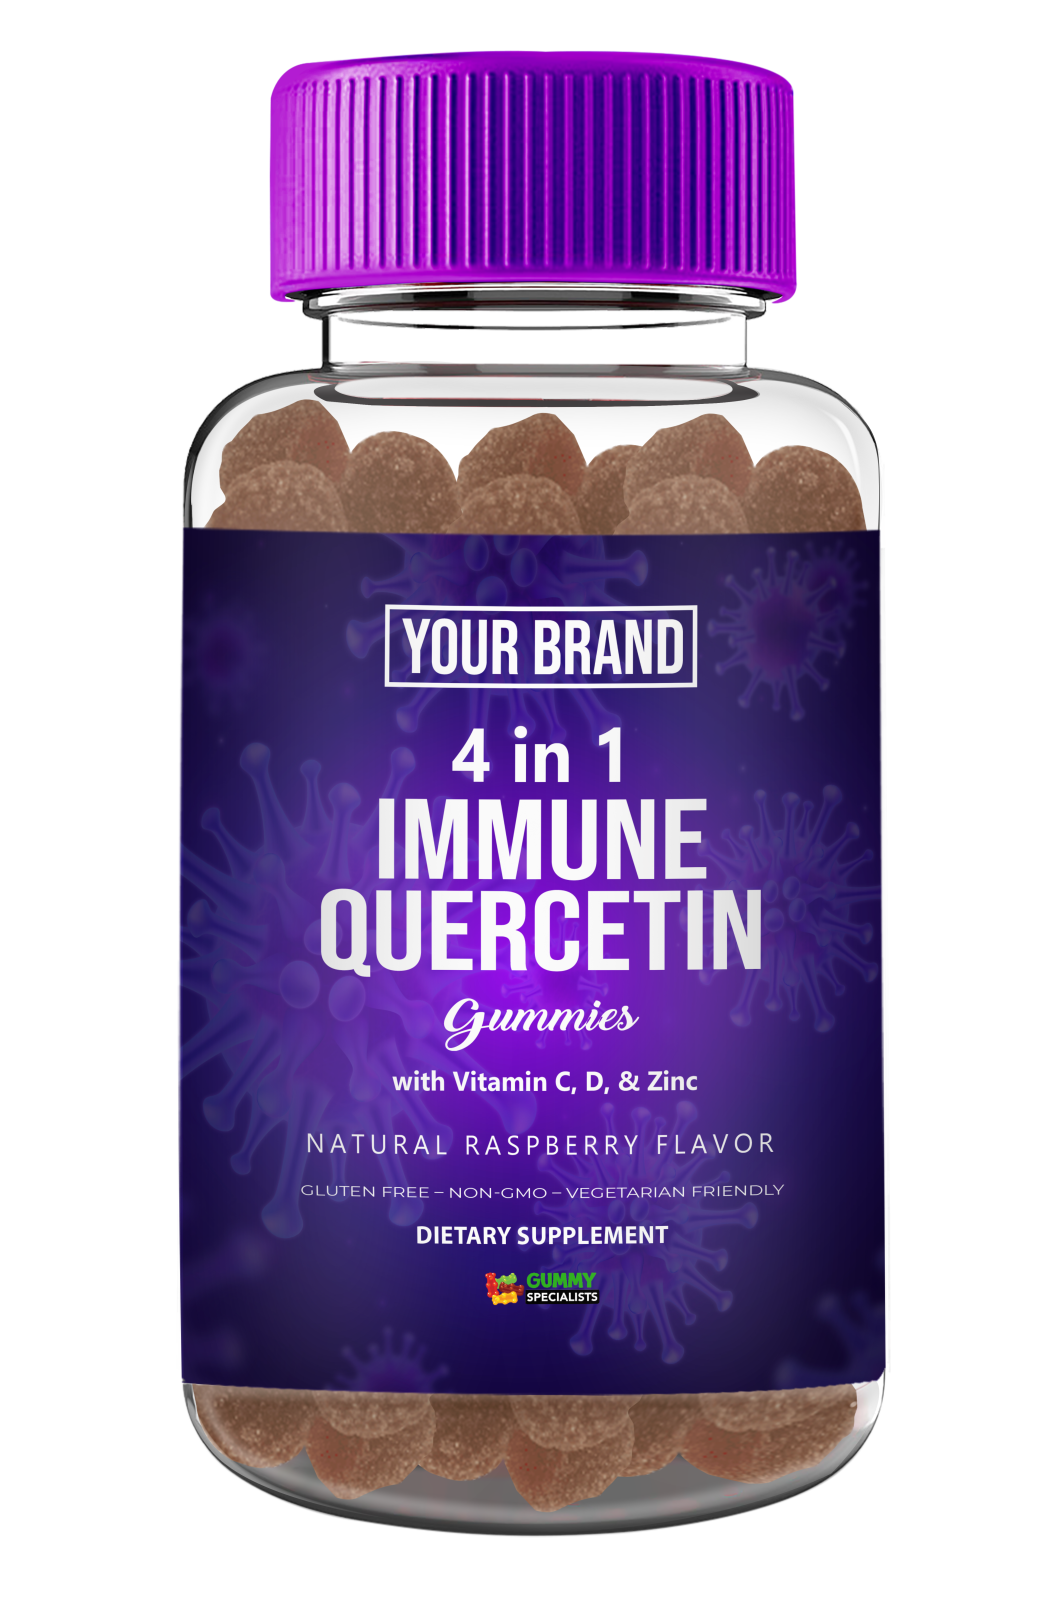 YOUR BRAND
4 in 1
IMMUNE
QUERCETIN
Gummies
with Vitamin C, D, & Zinc
NATURAL RASPBERRY FLAVOR
GLUTEN FREE – NON-GMO – VEGETARIAN FRIENDLY
DIETARY SUPPLEMENT
GUMMY
SPECIALISTS